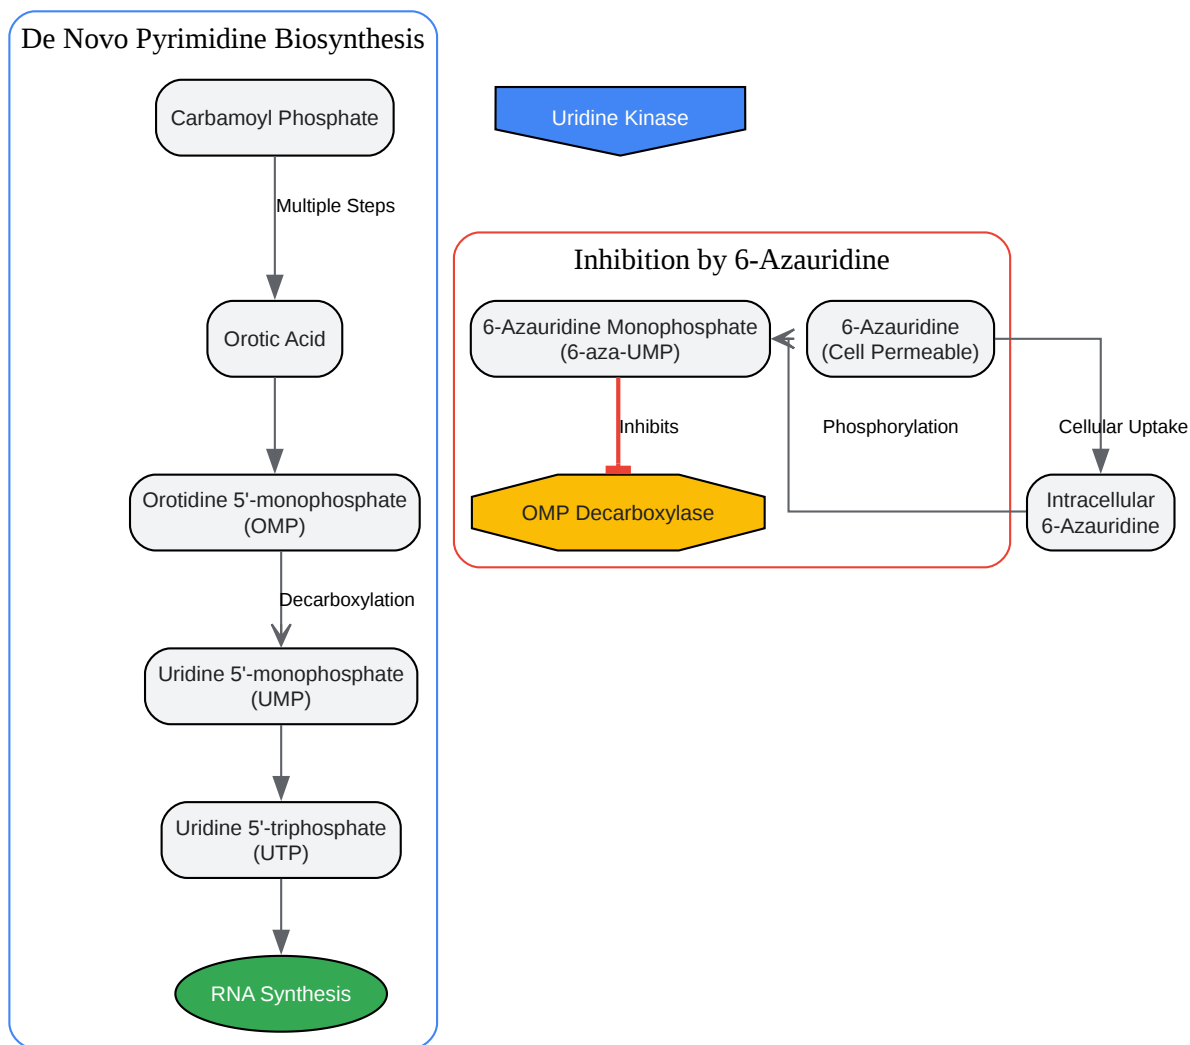 De Novo Pyrimidine Biosynthesis
Carbamoyl Phosphate
Multiple Steps
Orotic Acid
Orotidine 5'-monophosphate
(OMP)
Decarboxylation
Uridine 5'-monophosphate
(UMP)
Uridine 5'-triphosphate
(UTP)
RNA Synthesis
Uridine Kinase
Inhibition by 6-Azauridine
6-Azauridine Monophosphate
(6-aza-UMP)
6-Azauridine
(Cell Permeable)
Inhibits
Phosphorylation
Cellular Uptake
OMP Decarboxylase
Intracellular
6-Azauridine